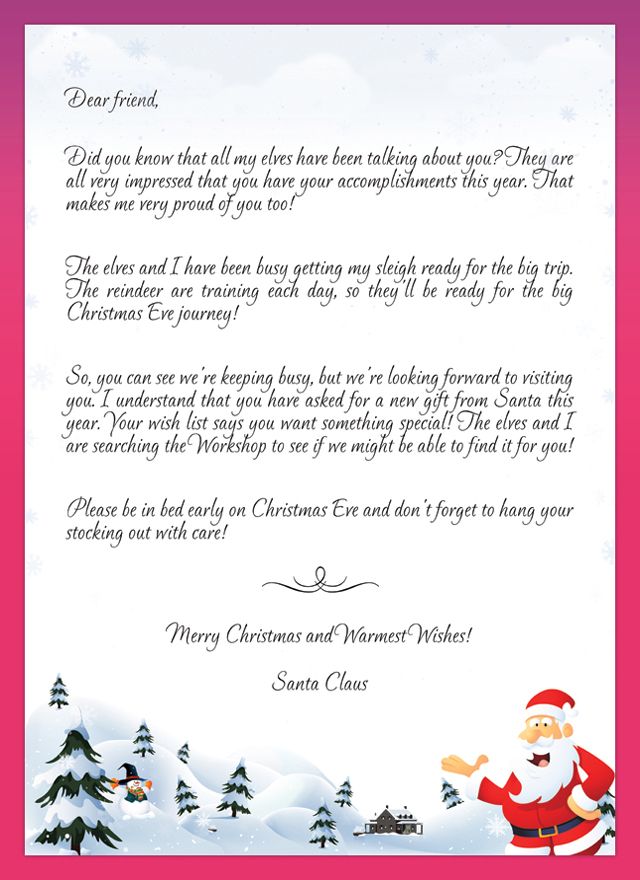 Dear friend,
Did you know that all my elves have been talking about you? They are
all very impressed that you have your accomplishments this year. That
makes me very proud of you too!
The elves and I have been busy getting my sleigh ready for the big trip.
The reindeer are training each day, so they'll be ready for the big
Christmas Eve journey!
So, you can see we're keeping busy, but we're looking forward to visiting
you. I understand that you have asked for a new gift from Santa this
year. Your wish list says you want something special! The elves and I
are searching the Workshop to see if we might be able to find it for you!
Please be in bed early on Christmas Eve and don't forget to hang your
stocking out with care!
Merry Christmas and Warmest Wishes!
Santa Claus